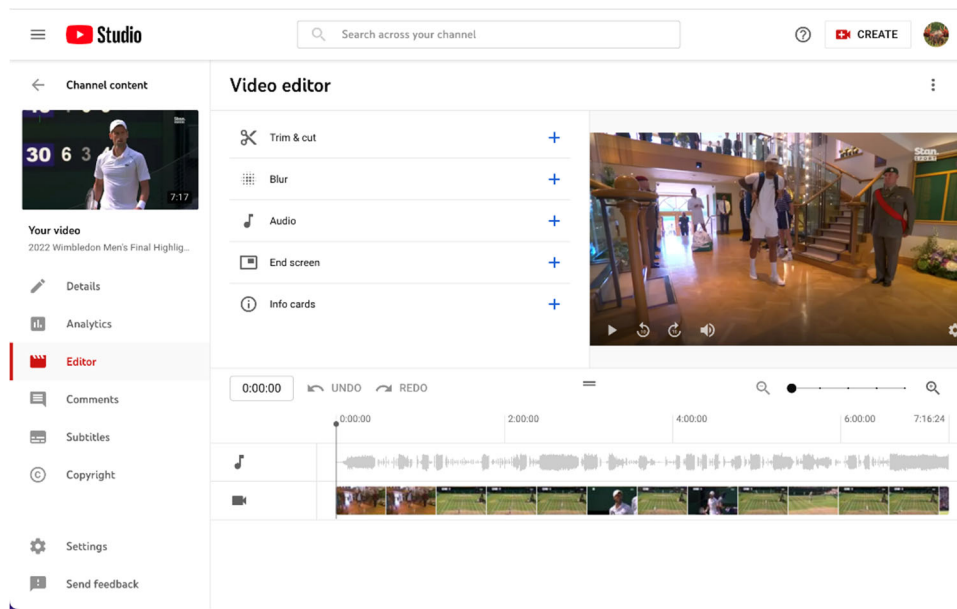 Studio
Search across your channel
CREATE
Channel content
Video editor
30 6 3
Stan.
7:17
Your video
2022 Wimbledon Men's Final Highlig...
Details
Analytics
Editor
Comments
Subtitles
Copyright
Settings
Send feedback
Trim & cut
Blur
Audio
End screen
Info cards
Stan.
SPORT
0:00:00
UNDO
REDO
0:00:00
2:00:00
4:00:00
6:00:00
7:16:24